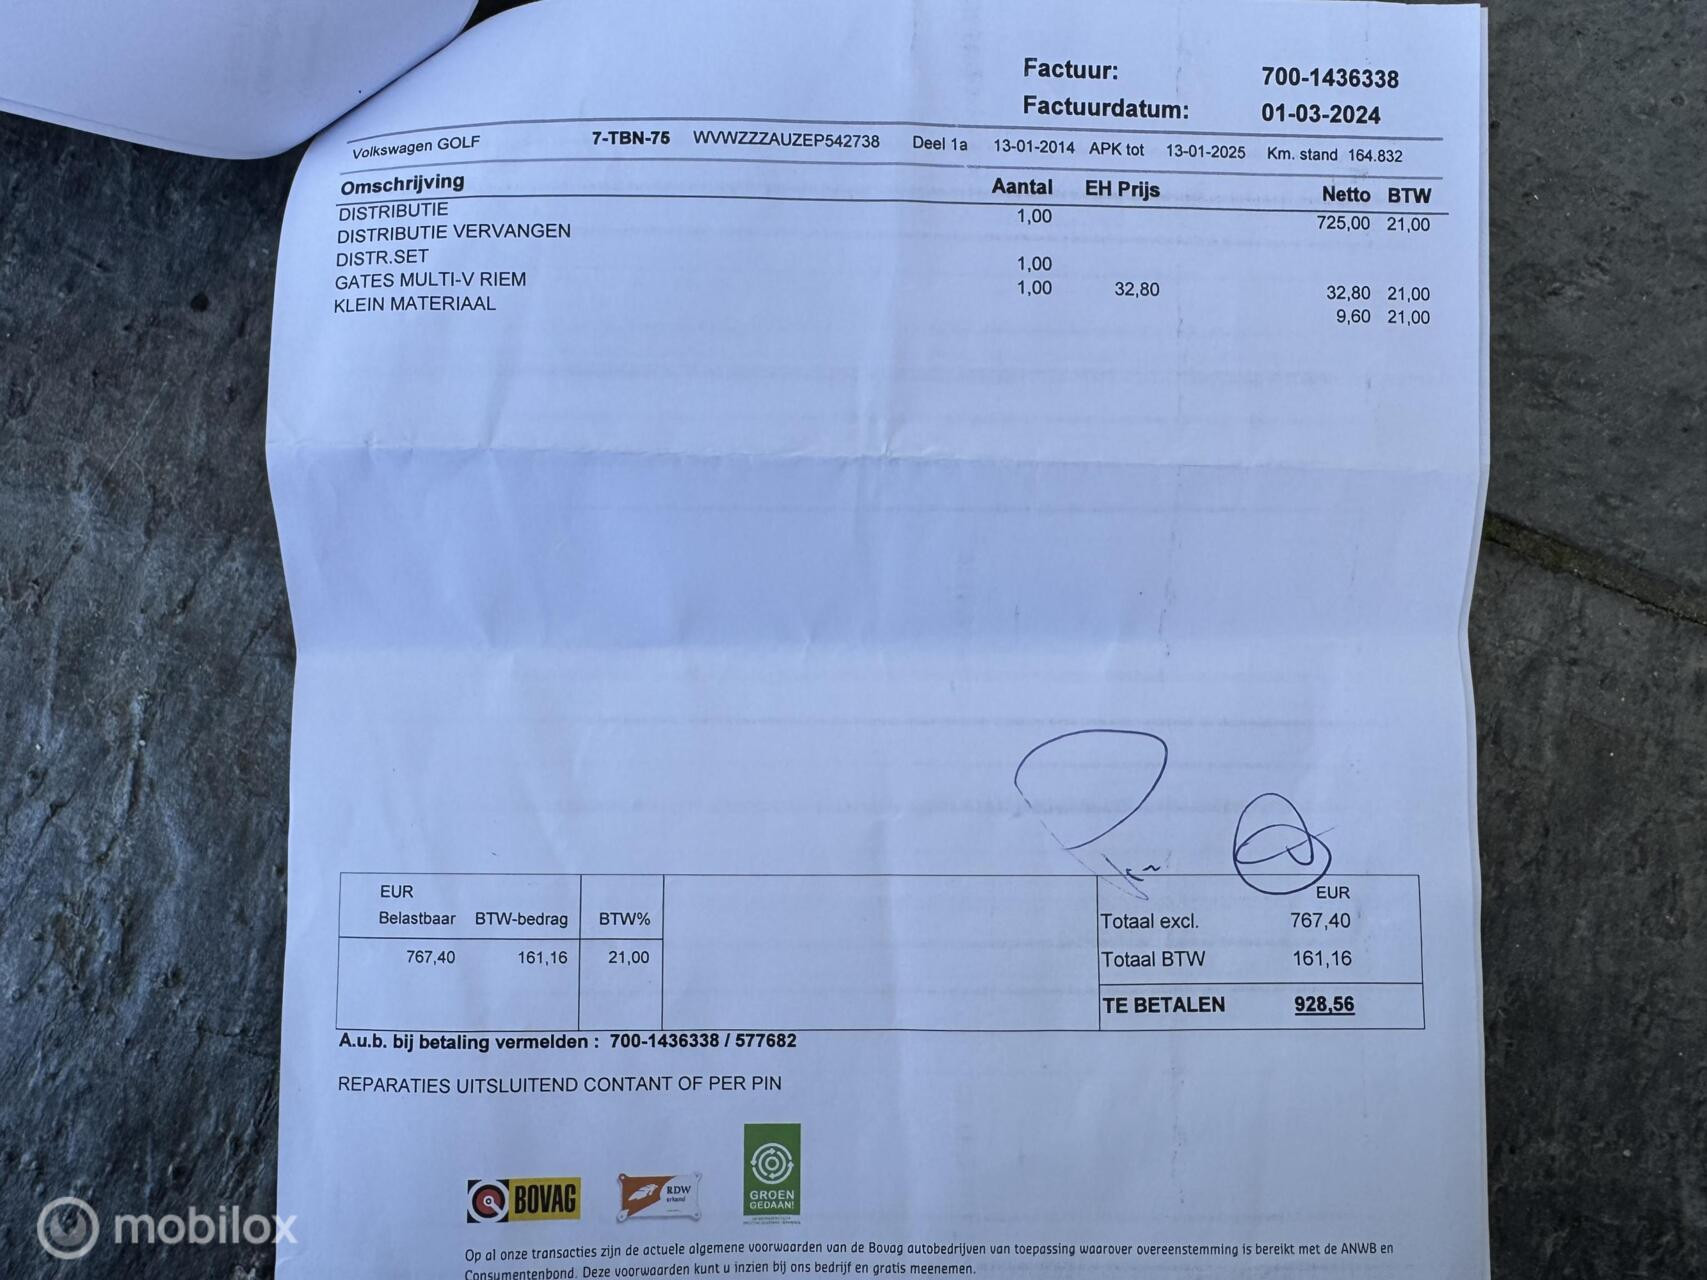 Factuur: 700-1436338
Factuurdatum: 01-03-2024
Volkswagen GOLF 7-TBN-75 WVWZZZAUZEP542738 Deel 1a 13-01-2014 APK tot 13-01-2025 Km. stand 164.832
Omschrijving Aantal EH Prijs Netto BTW
DISTRIBUTIE 1,00 725,00 21,00
DISTRIBUTIE VERVANGEN
DISTR.SET 1,00
GATES MULTI-V RIEM 1,00 32,80 32,80 21,00
KLEIN MATERIAAL 9,60 21,00
EUR EUR
Belastbaar BTW-bedrag BTW% Totaal excl. 767,40
767,40 161,16 21,00 Totaal BTW 161,16
TE BETALEN 928,56
A.u.b. bij betaling vermelden : 700-1436338 / 577682
REPARATIES UITSLUITEND CONTANT OF PER PIN
BOVAG
RDW
erkend
GROEN
GEDAAN!
Op al onze transacties zijn de actuele algemene voorwaarden van de Bovag autobedrijven van toepassing waarover overeenstemming is bereikt met de ANWB en
Consumentenbond. Deze voorwaarden kunt u inzien bij ons bedrijf en gratis meenemen.
mobilox